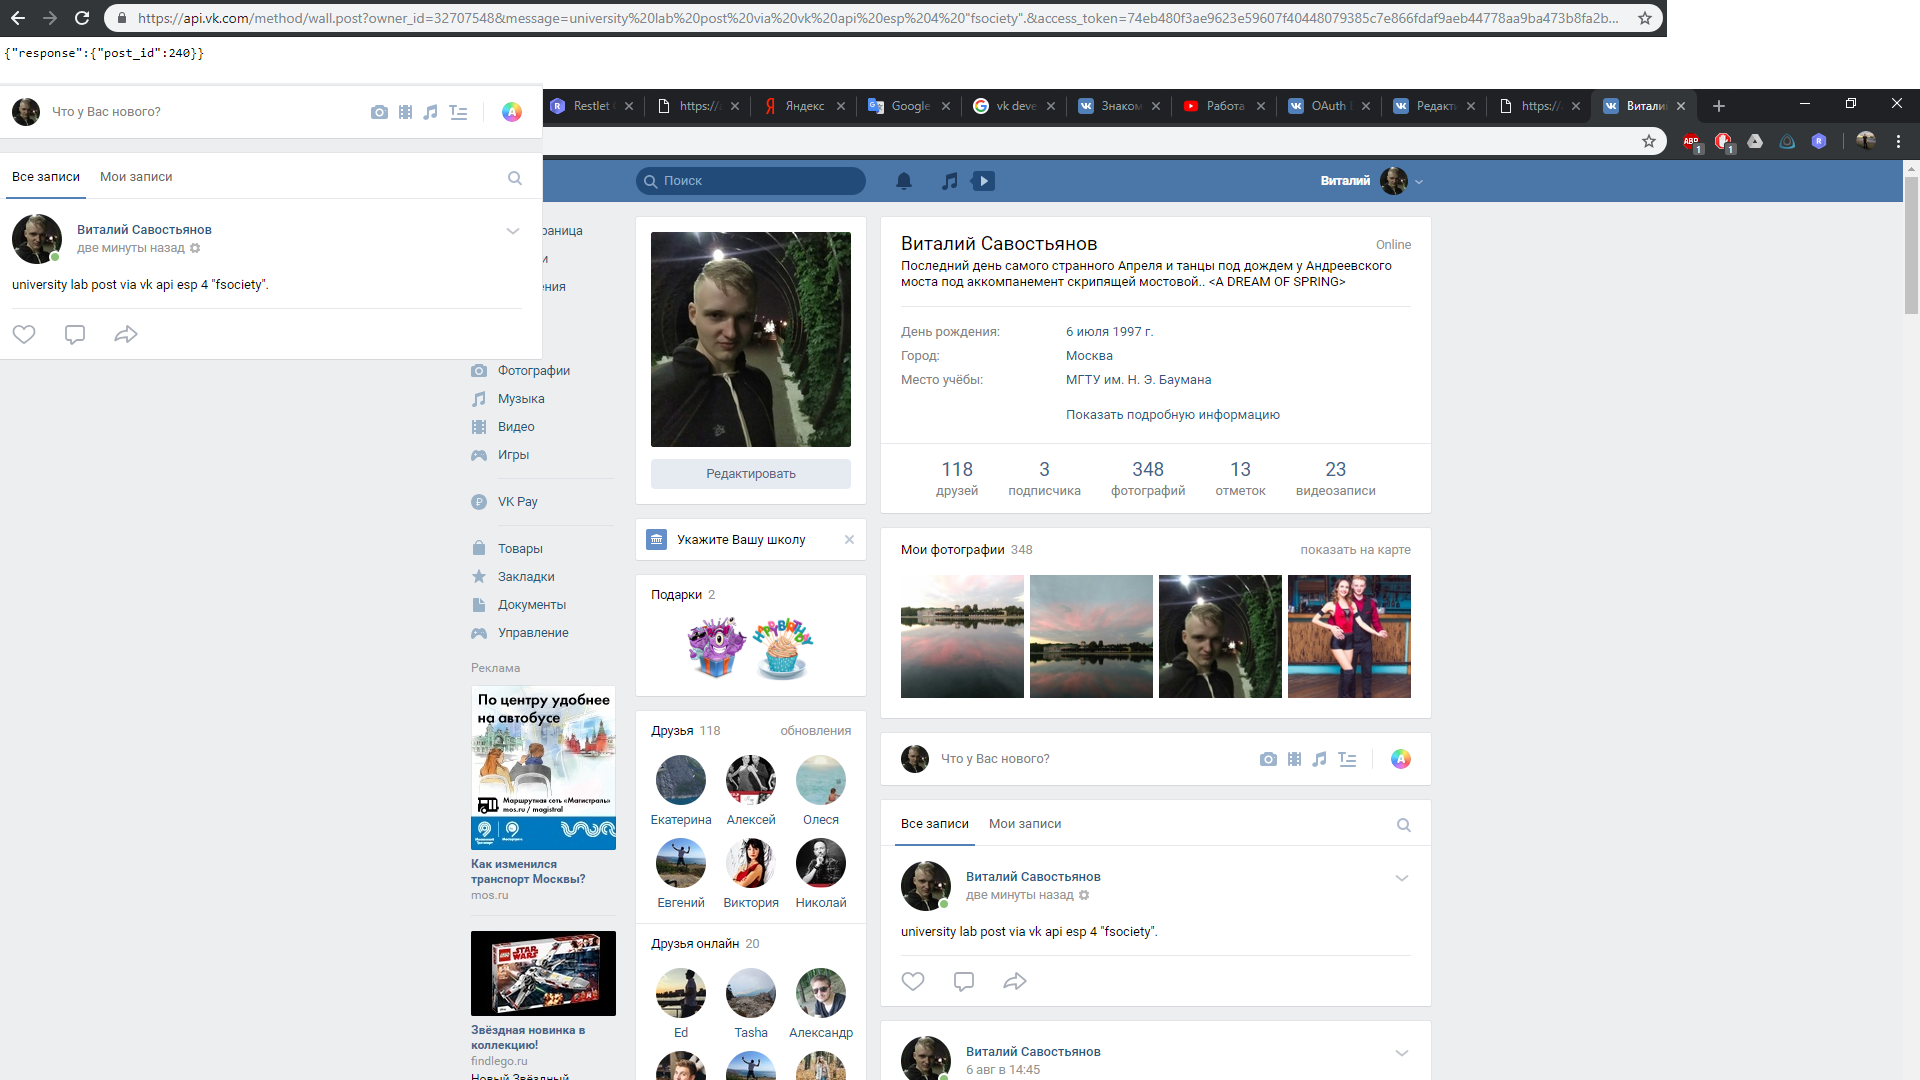 https://api.vk.com/method/wall.post?owner_id=32707548&message=university%20lab%20post%20via%20vk%20api%20esp%204%20"fsociety".&access_token=74eb480f3ae9623e59607f40448079385c7e866fdaf9aeb44778aa9ba473b8fa2b...
{"response":{"post_id":240}}
Что у Вас нового?
Все записи Мои записи
Виталий Савостьянов
две минуты назад
university lab post via vk api esp 4 "fsociety".
Restlet https:// Яндекс Google vk deve Знаком Работа OAuth Редакти https:// Витали
Поиск
Виталий
раница
и
ения
Фотографии
Музыка
Видео
Игры
VK Pay
Товары
Закладки
Документы
Управление
Реклама
По центру удобнее
на автобусе
Маршрутная сеть «Магистраль»
mos.ru / magistral
Как изменился
транспорт Москвы?
mos.ru
STAR WARS
Звёздная новинка в
коллекцию!
findlego.ru
Новый Звёздный
Редактировать
Укажите Вашу школу
Подарки 2
HAPPY BIRTHDAY
Друзья 118 обновления
Екатерина Алексей Олеся
Евгений Виктория Николай
Друзья онлайн 20
Ed Tasha Александр
Виталий Савостьянов Online
Последний день самого странного Апреля и танцы под дождем у Андреевского
моста под аккомпанемент скрипящей мостовой.. <A DREAM OF SPRING>
День рождения: 6 июля 1997 г.
Город: Москва
Место учёбы: МГТУ им. Н. Э. Баумана
Показать подробную информацию
118 3 348 13 23
друзей подписчика фотографий отметок видеозаписи
Мои фотографии 348 показать на карте
Что у Вас нового?
Все записи Мои записи
Виталий Савостьянов
две минуты назад
university lab post via vk api esp 4 "fsociety".
Виталий Савостьянов
6 авг в 14:45